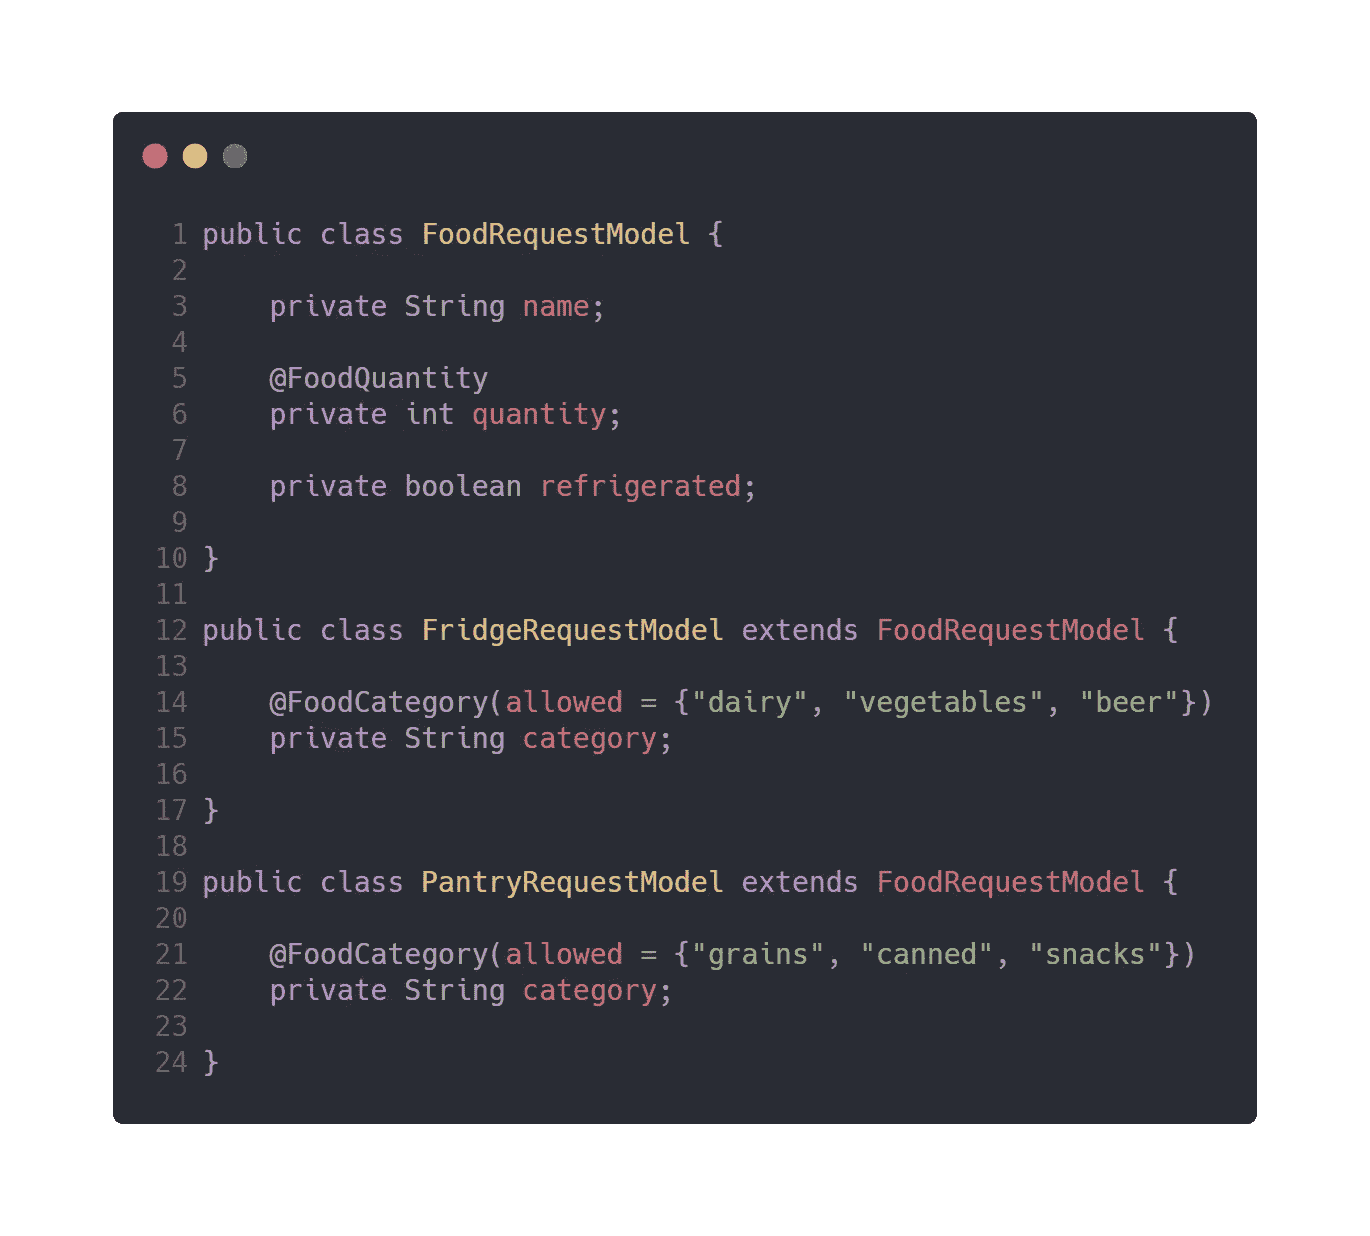 1 public class FoodRequestModel {
2
3     private String name;
4
5     @FoodQuantity
6     private int quantity;
7
8     private boolean refrigerated;
9
10 }
11
12 public class FridgeRequestModel extends FoodRequestModel {
13
14     @FoodCategory(allowed = {"dairy", "vegetables", "beer"})
15     private String category;
16
17 }
18
19 public class PantryRequestModel extends FoodRequestModel {
20
21     @FoodCategory(allowed = {"grains", "canned", "snacks"})
22     private String category;
23
24 }